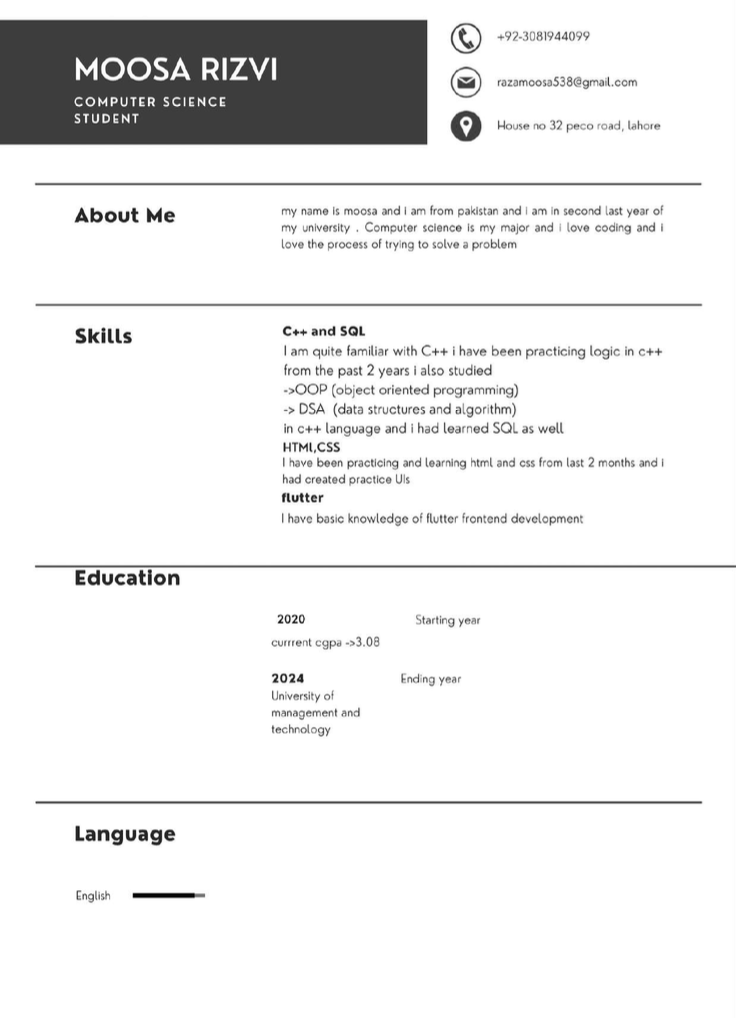 MOOSA RIZVI
COMPUTER SCIENCE
STUDENT
+92-3081944099
razamoosa538@gmail.com
House no 32 peco road, lahore
About Me
my name is moosa and i am from pakistan and i am in second last year of
my university . Computer science is my major and i love coding and i
love the process of trying to solve a problem
Skills
C++ and SQL
I am quite familiar with C++ i have been practicing logic in c++
from the past 2 years i also studied
->OOP (object oriented programming)
-> DSA (data structures and algorithm)
in c++ language and i had learned SQL as well
HTMl,CSS
I have been practicing and learning html and css from last 2 months and i
had created practice UIs
flutter
I have basic knowledge of flutter frontend development
Education
2020 Starting year
currrent cgpa ->3.08
2024 Ending year
University of
management and
technology
Language
English